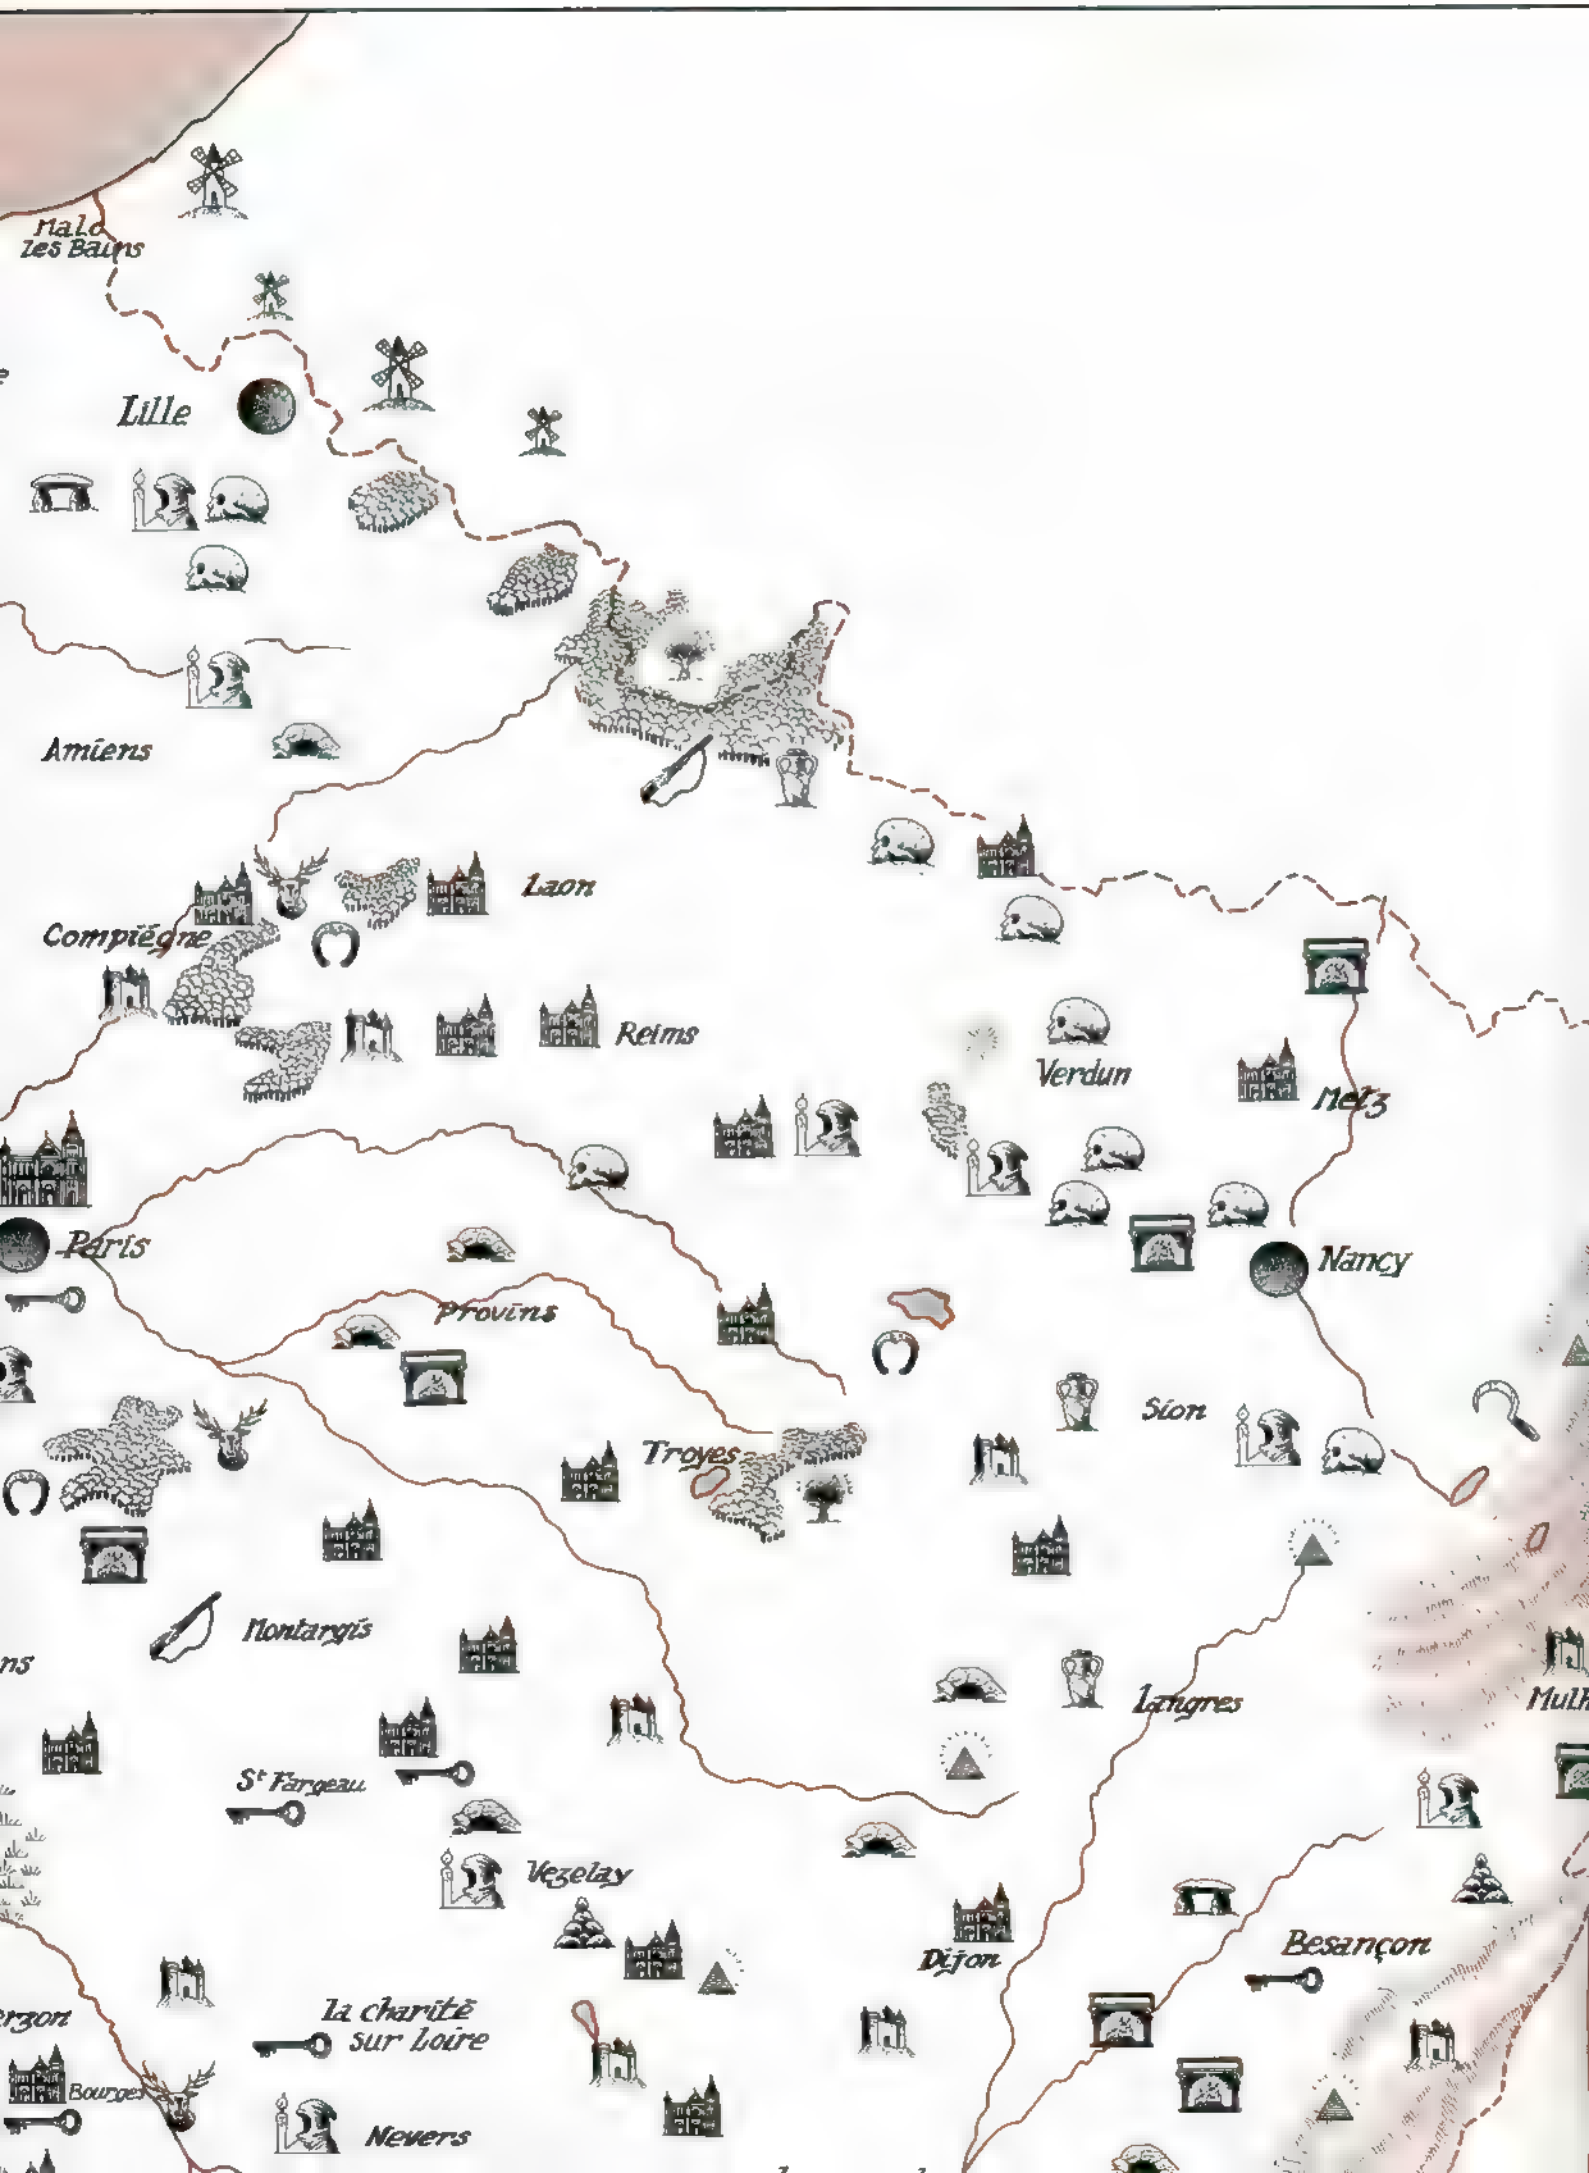 Malo
les Bains
Lille
Amiens
Laon
Compiégne
Reims
Verdun
Metz
Paris
Nancy
Provins
Sion
Troyes
Montargis
Langres
St Fargeau
Vezelay
Besançon
Dijon
La charité
sur Loire
Bourges
Nevers